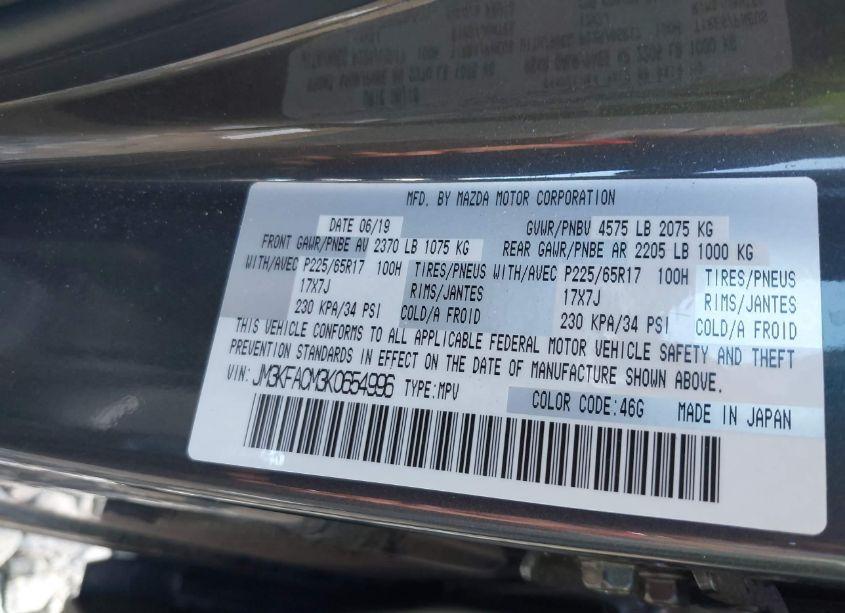 MFD. BY MAZDA MOTOR CORPORATION
DATE 06/19 GVWR/PNBV 4575 LB 2075 KG
FRONT GAWR/PNBE AV 2370 LB 1075 KG REAR GAWR/PNBE AR 2205 LB 1000 KG
WITH/AVEC P225/65R17 100H TIRES/PNEUS WITH/AVEC P225/65R17 100H TIRES/PNEUS
17X7J RIMS/JANTES 17X7J RIMS/JANTES
230 KPA/34 PSI COLD/A FROID 230 KPA/34 PSI COLD/A FROID
THIS VEHICLE CONFORMS TO ALL APPLICABLE FEDERAL MOTOR VEHICLE SAFETY AND THEFT
PREVENTION STANDARDS IN EFFECT ON THE DATE OF MANUFACTURE SHOWN ABOVE.
VIN: JM3KFACM3K0654996 TYPE:MPV COLOR CODE:46G MADE IN JAPAN